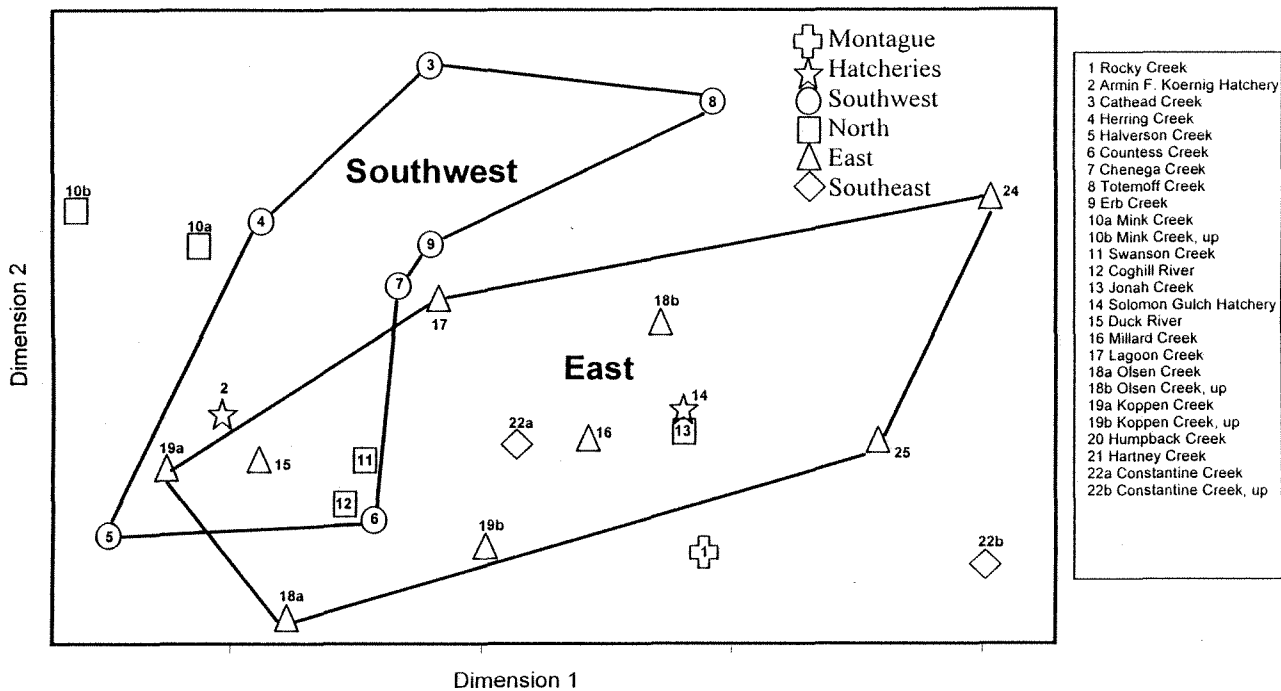 Montague
Hatcheries
Southwest
North
East
Southeast
3
8
Southwest
24
10b
4
10a
9
7
17
18b
East
2
14
22a
16
13
19a
15
11
25
12
6
5
19b
1
22b
18a
Dimension 2
Dimension 1
1 Rocky Creek
2 Armin F. Koernig Hatchery
3 Cathead Creek
4 Herring Creek
5 Halverson Creek
6 Countess Creek
7 Chenega Creek
8 Totemoff Creek
9 Erb Creek
10a Mink Creek
10b Mink Creek, up
11 Swanson Creek
12 Coghill River
13 Jonah Creek
14 Solomon Gulch Hatchery
15 Duck River
16 Millard Creek
17 Lagoon Creek
18a Olsen Creek
18b Olsen Creek, up
19a Koppen Creek
19b Koppen Creek, up
20 Humpback Creek
21 Hartney Creek
22a Constantine Creek
22b Constantine Creek, up